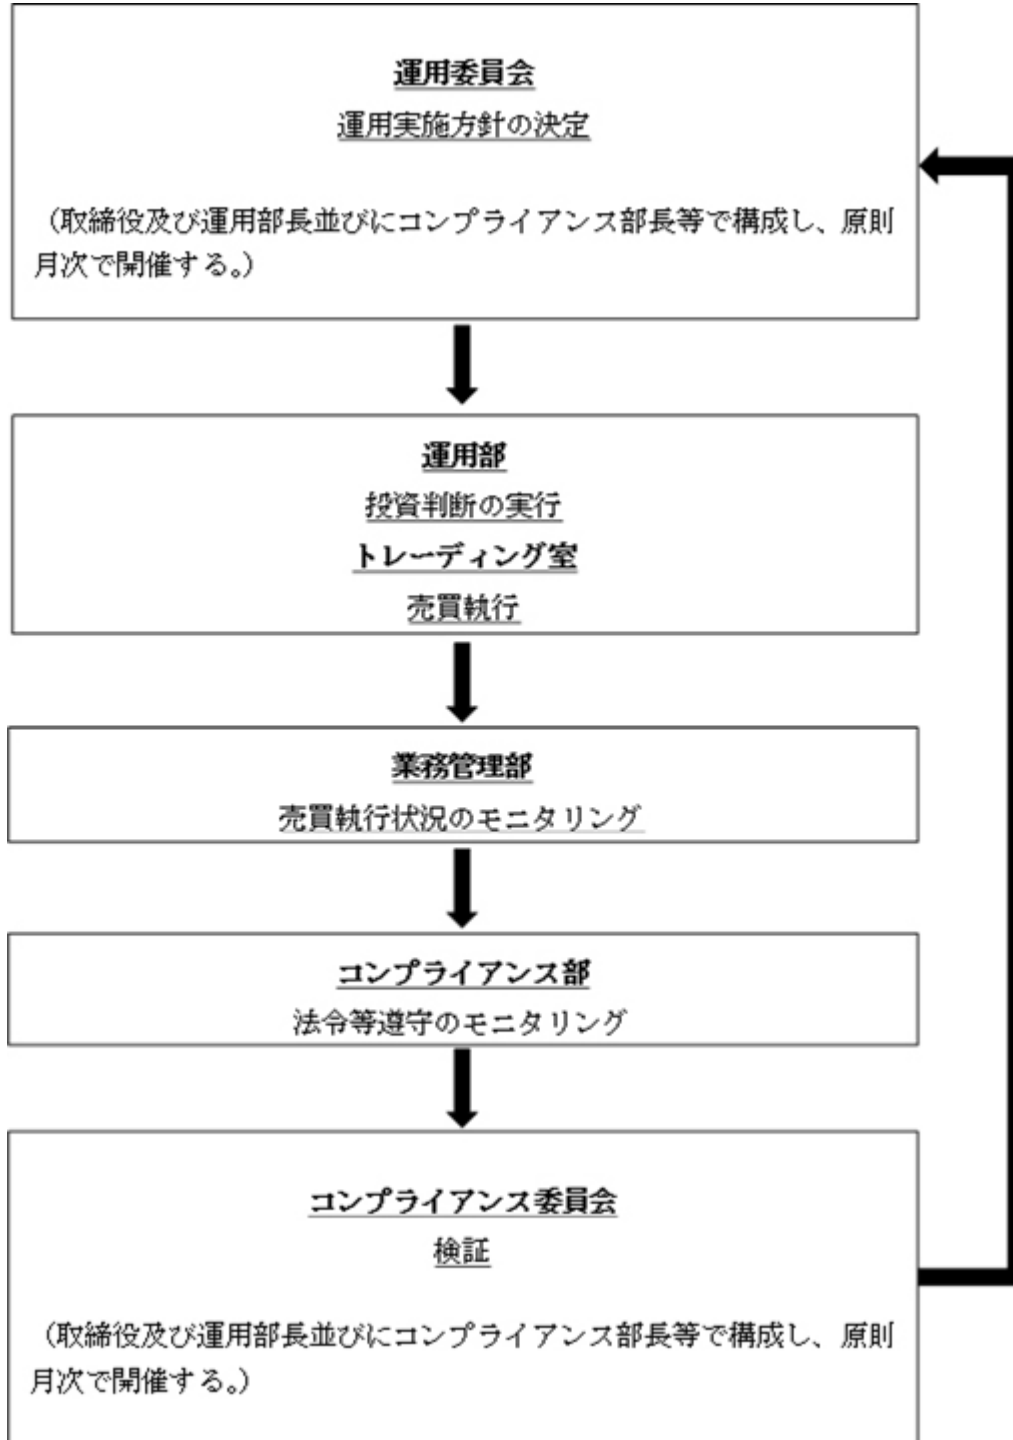 運用委員会
運用実施方針の決定
（取締役及び運用部長並びにコンプライアンス部長等で構成し、原則
月次で開催する。）
運用部
投資判断の実行
トレーディング室
売買執行
業務管理部
売買執行状況のモニタリング
コンプライアンス部
法令等遵守のモニタリング
コンプライアンス委員会
検証
（取締役及び運用部長並びにコンプライアンス部長等で構成し、原則
月次で開催する。）